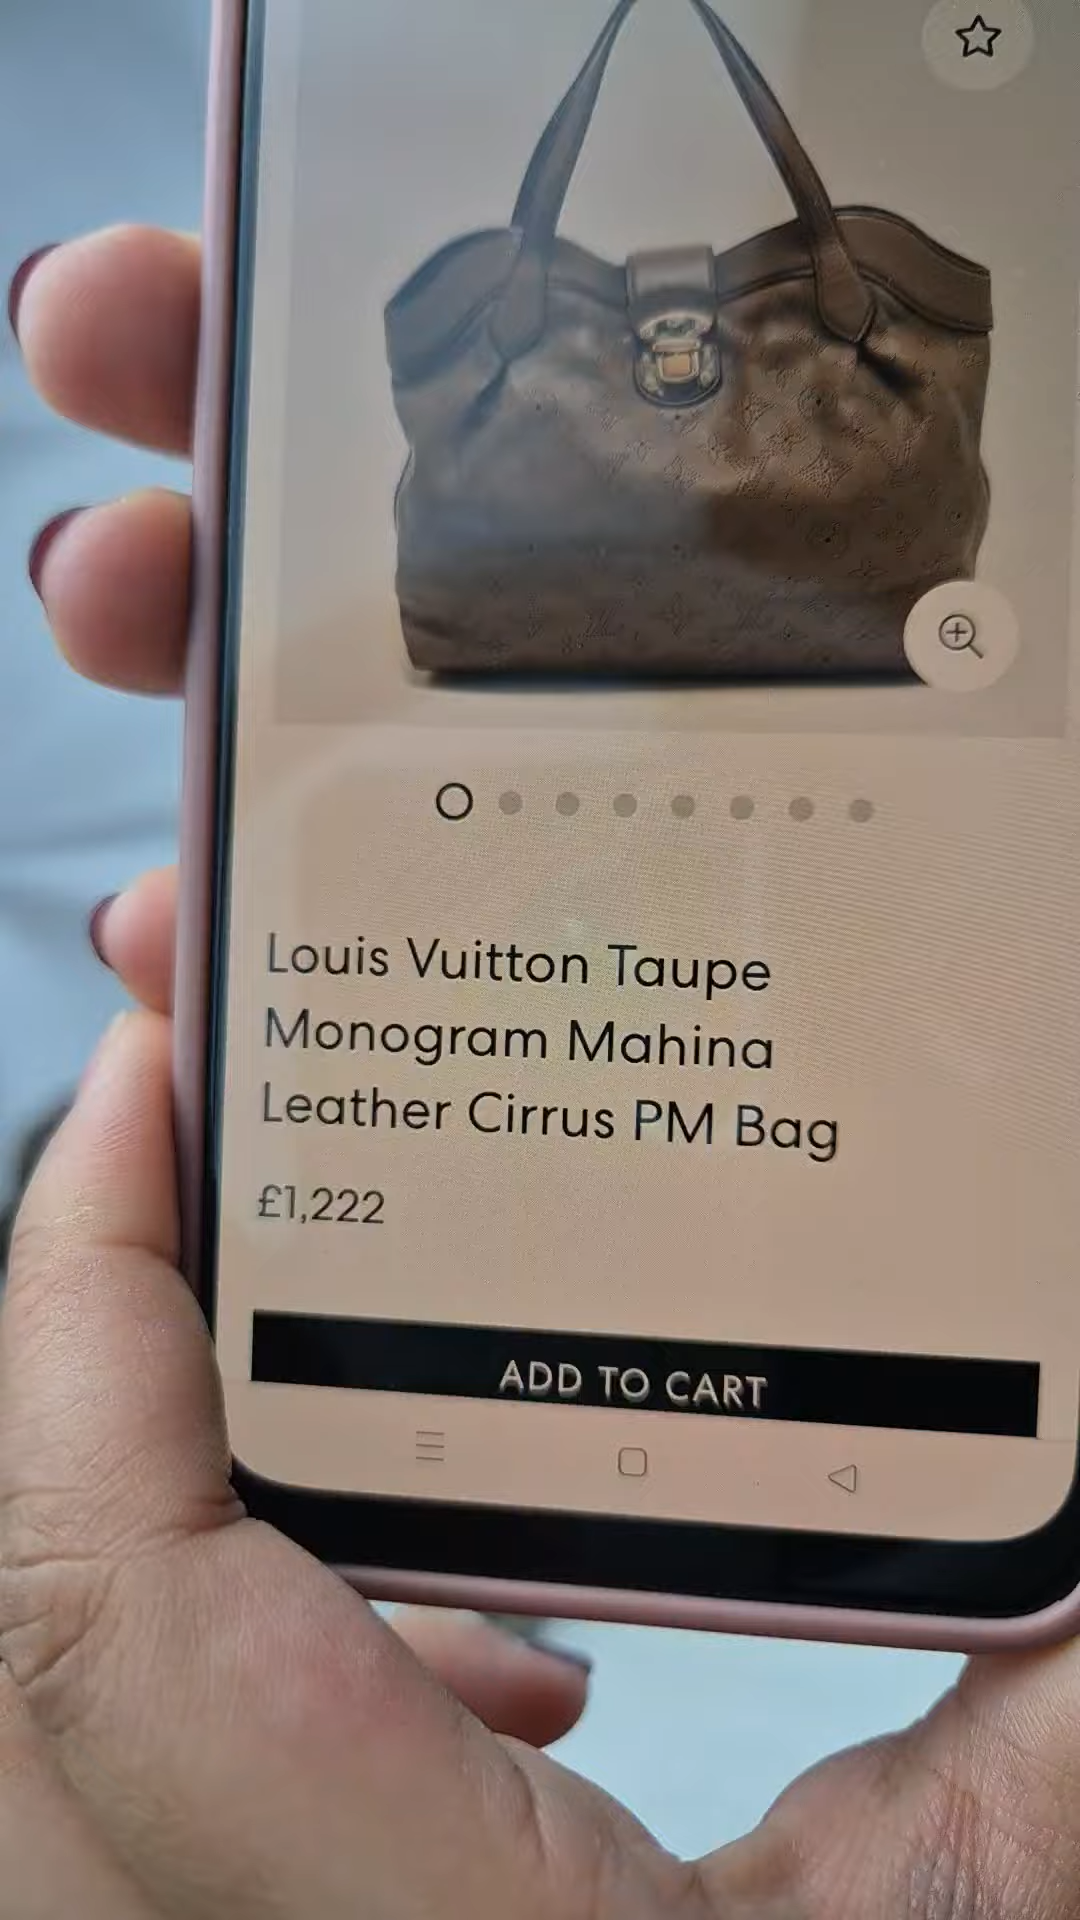 Louis Vuitton Taupe
Monogram Mahina
Leather Cirrus PM Bag
£1,222
ADD TO CART